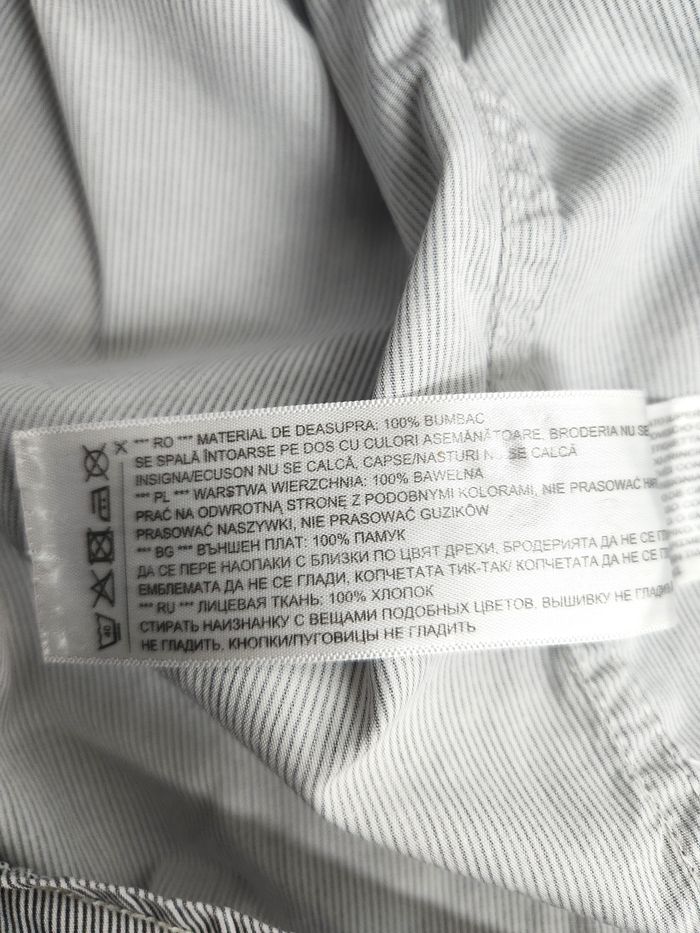 *** RO *** MATERIAL DE DEASUPRA: 100% BUMBAC
SE SPALĂ ÎNTOARSE PE DOS CU CULORI ASEMĂNĂTOARE, BRODERIA NU SE
INSIGNA/ECUSON NU SE CALCĂ, CAPSE/NASTURI NU SE CALCĂ
*** PL *** WARSTWA WIERZCHNIA: 100% BAWEŁNA
PRAĆ NA ODWROTNĄ STRONĘ Z PODOBNYMI KOLORAMI, NIE PRASOWAĆ
PRASOWAĆ NASZYWKI, NIE PRASOWAĆ GUZIKÓW
*** BG *** ВЪНШЕН ПЛАТ: 100% ПАМУК
ДА СЕ ПЕРЕ НАОПАКИ С БЛИЗКИ ПО ЦВЯТ ДРЕХИ, БРОДЕРИЯТА ДА НЕ СЕ
ЕМБЛЕМАТА ДА НЕ СЕ ГЛАДИ, КОПЧЕТАТА ТИК-ТАК/ КОПЧЕТАТА ДА НЕ СЕ
*** RU *** ЛИЦЕВАЯ ТКАНЬ: 100% ХЛОПОК
СТИРАТЬ НАИЗНАНКУ С ВЕЩАМИ ПОДОБНЫХ ЦВЕТОВ, ВЫШИВКУ НЕ ГЛАДИТЬ,
НЕ ГЛАДИТЬ, КНОПКИ/ПУГОВИЦЫ НЕ ГЛАДИТЬ
40